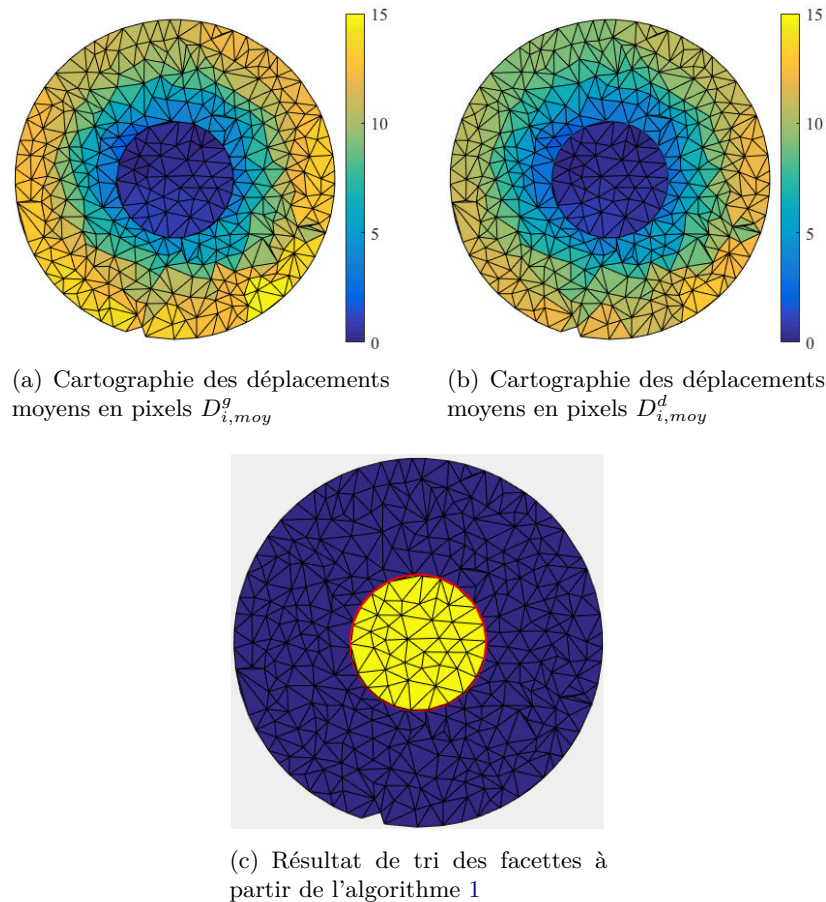 15
10
5
0
15
10
5
0
(a) Cartographie des déplacements
moyens en pixels $D^g_{i,moy}$
(b) Cartographie des déplacements
moyens en pixels $D^d_{i,moy}$
(c) Résultat de tri des facettes à
partir de l'algorithme 1